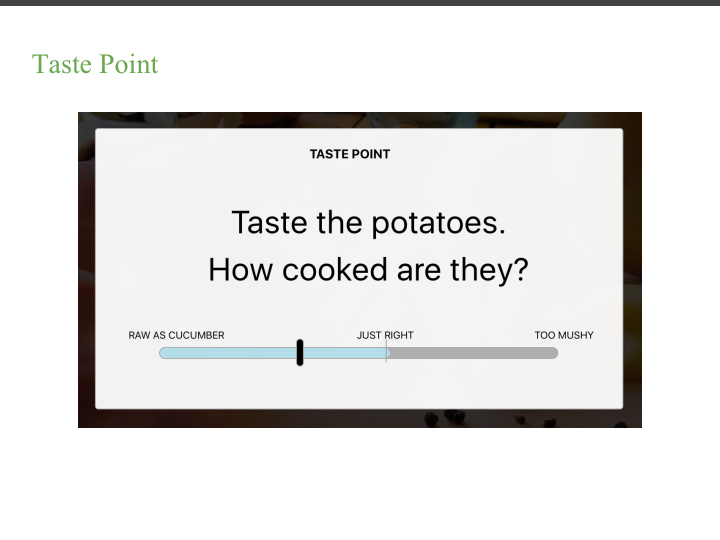 Taste Point
TASTE POINT
Taste the potatoes.
How cooked are they?
RAW AS CUCUMBER JUST RIGHT TOO MUSHY